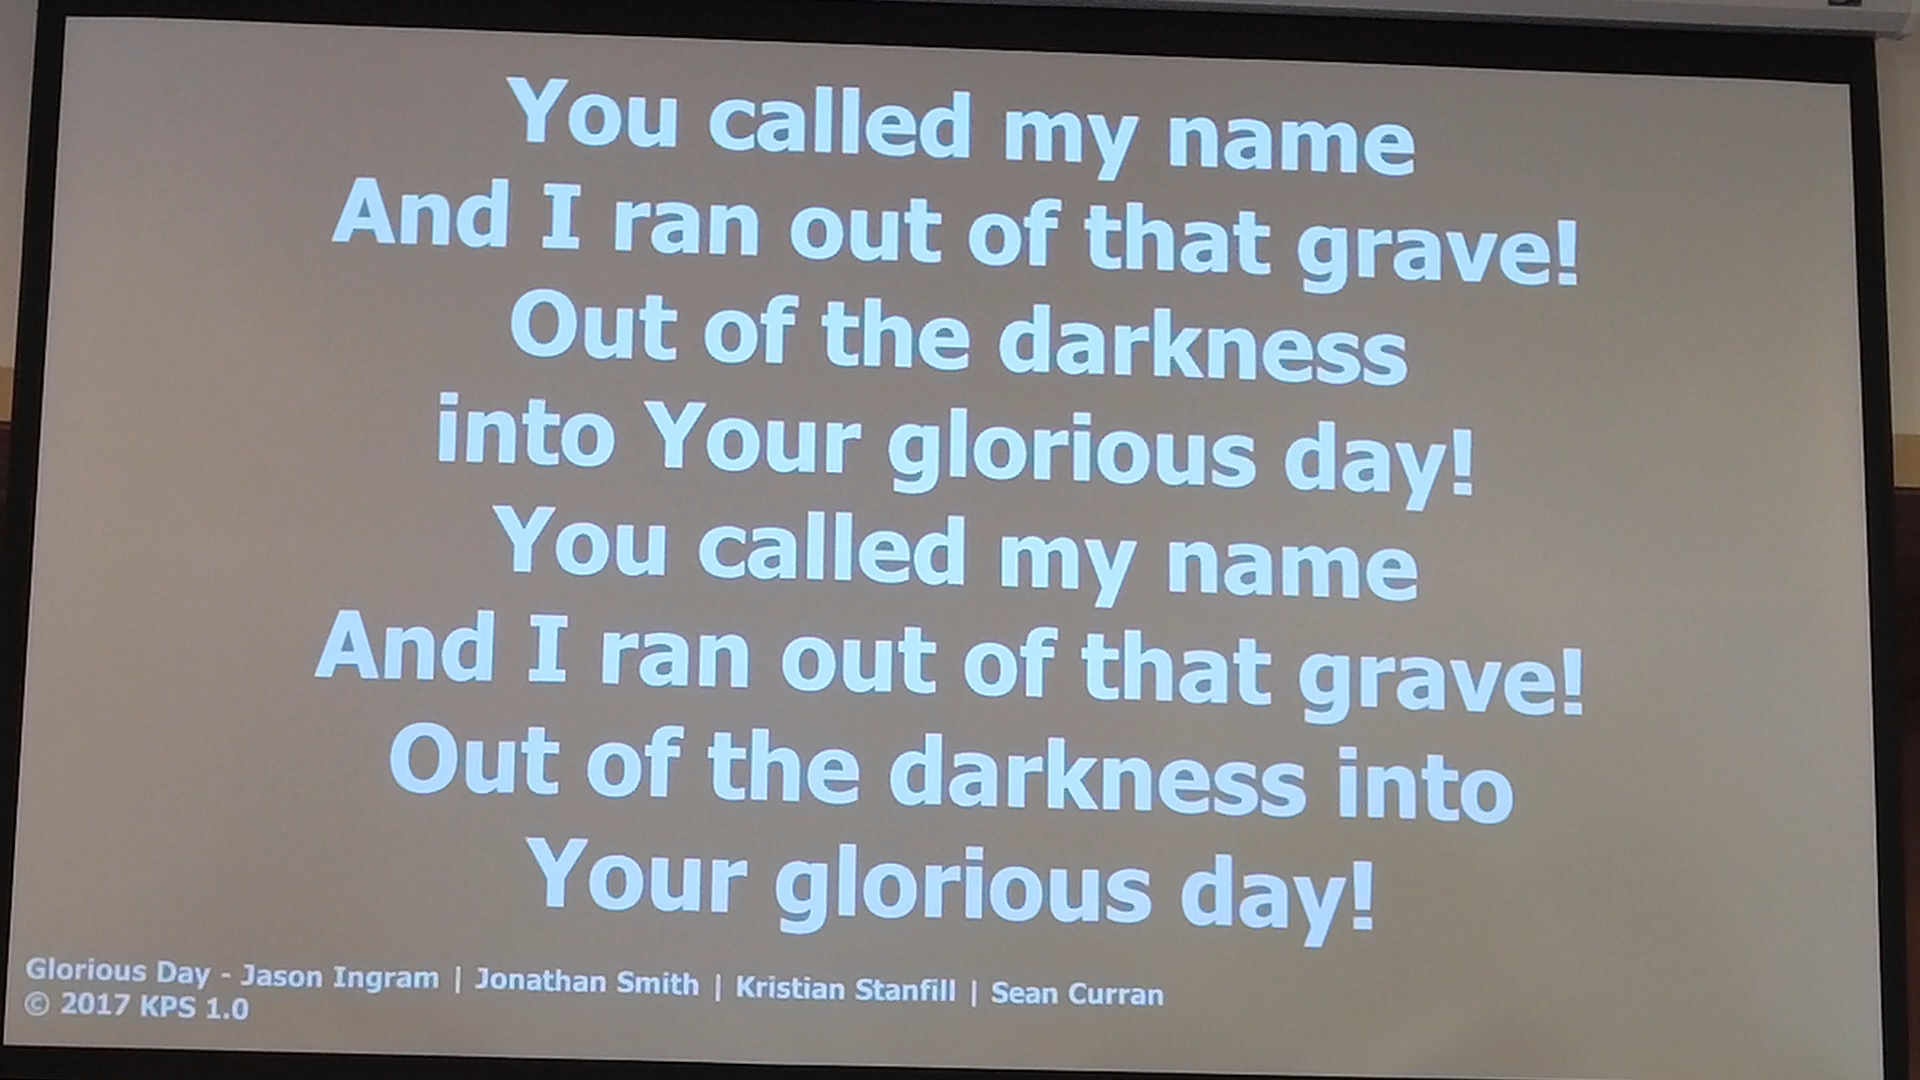 You called my name
And I ran out of that grave!
Out of the darkness
into Your glorious day!
You called my name
And I ran out of that grave!
Out of the darkness into
Your glorious day!
Glorious Day - Jason Ingram | Jonathan Smith | Kristian Stanfill | Sean Curran
© 2017 KPS 1.0